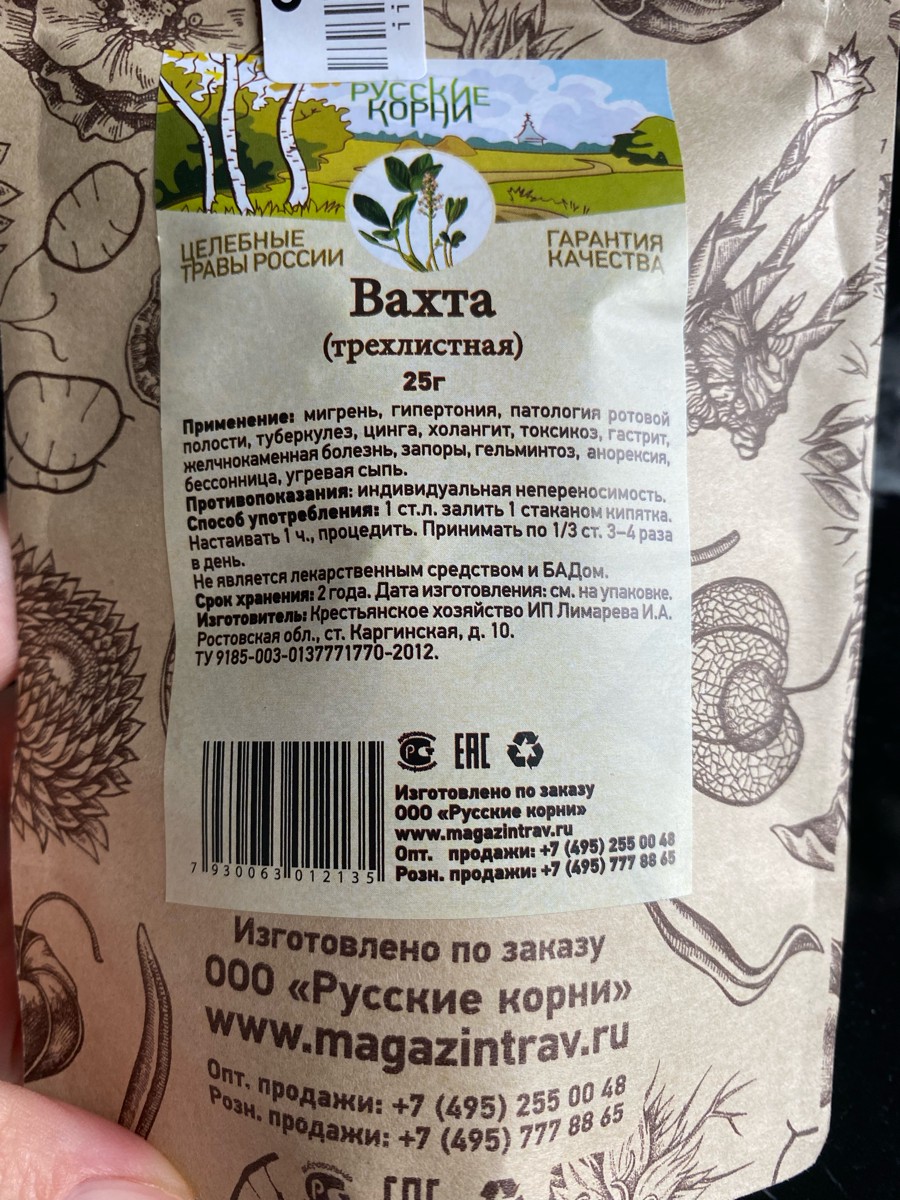 РУССКИЕ
КОРНИ
ЦЕЛЕБНЫЕ
ТРАВЫ РОССИИ
ГАРАНТИЯ
КАЧЕСТВА
Вахта
(трехлистная)
25г
Применение: мигрень, гипертония, патология ротовой
полости, туберкулез, цинга, холангит, токсикоз, гастрит,
желчнокаменная болезнь, запоры, гельминтоз, анорексия,
бессонница, угревая сыпь.
Противопоказания: индивидуальная непереносимость.
Способ употребления: 1 ст.л. залить 1 стаканом кипятка.
Настаивать 1 ч., процедить. Принимать по 1/3 ст. 3–4 раза
в день.
Не является лекарственным средством и БАДом.
Срок хранения: 2 года. Дата изготовления: см. на упаковке.
Изготовитель: Крестьянское хозяйство ИП Лимарева И.А.
Ростовская обл., ст. Каргинская, д. 10.
ТУ 9185-003-0137771770-2012.
РС ЕАС
Изготовлено по заказу
ООО «Русские корни»
www.magazintrav.ru
Опт. продажи: +7 (495) 255 00 48
Розн. продажи: +7 (495) 777 88 65
7 930063 012135
Изготовлено по заказу
ООО «Русские корни»
www.magazintrav.ru
Опт. продажи: +7 (495) 255 00 48
Розн. продажи: +7 (495) 777 88 65